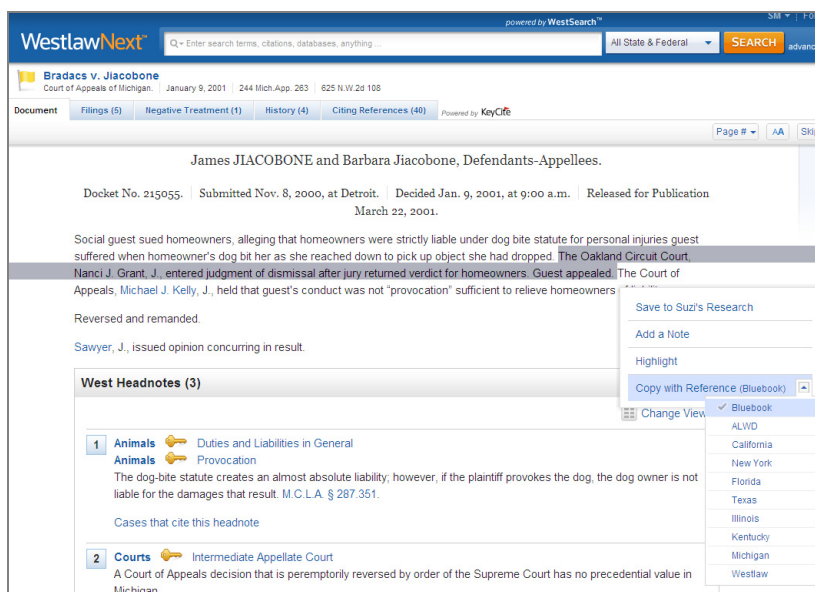 powered by WestSearch™
SM
WestlawNext™
Enter search terms, citations, databases, anything ...
All State & Federal
SEARCH
Bradacs v. Jiacobone
Court of Appeals of Michigan. January 9, 2001 244 Mich.App. 263 625 N.W.2d 108
Document Filings (5) Negative Treatment (1) History (4) Citing References (40) Powered by KeyCite
Page # AA
James JIACOBONE and Barbara Jiacobone, Defendants-Appellees.
Docket No. 215055. Submitted Nov. 8, 2000, at Detroit. Decided Jan. 9, 2001, at 9:00 a.m. Released for Publication
March 22, 2001.
Social guest sued homeowners, alleging that homeowners were strictly liable under dog bite statute for personal injuries guest
suffered when homeowner's dog bit her as she reached down to pick up object she had dropped. The Oakland Circuit Court,
Nanci J. Grant, J., entered judgment of dismissal after jury returned verdict for homeowners. Guest appealed. The Court of
Appeals, Michael J. Kelly, J., held that guest's conduct was not “provocation” sufficient to relieve homeowners
Reversed and remanded.
Sawyer, J., issued opinion concurring in result.
Save to Suzi's Research
Add a Note
Highlight
Copy with Reference (Bluebook)
Bluebook
ALWD
California
New York
Florida
Texas
Illinois
Kentucky
Michigan
Westlaw
West Headnotes (3)
Change View
1 Animals Duties and Liabilities in General
Animals Provocation
The dog-bite statute creates an almost absolute liability; however, if the plaintiff provokes the dog, the dog owner is not
liable for the damages that result. M.C.L.A. § 287.351.
Cases that cite this headnote
2 Courts Intermediate Appellate Court
A Court of Appeals decision that is peremptorily reversed by order of the Supreme Court has no precedential value in
Michigan